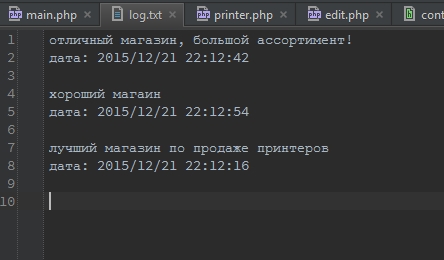 main.php
log.txt
printer.php
edit.php
cont
1 отличный магазин, большой ассортимент!
2 дата: 2015/12/21 22:12:42
3
4 хороший магаин
5 дата: 2015/12/21 22:12:54
6
7 лучший магазин по продаже принтеров
8 дата: 2015/12/21 22:12:16
9
10